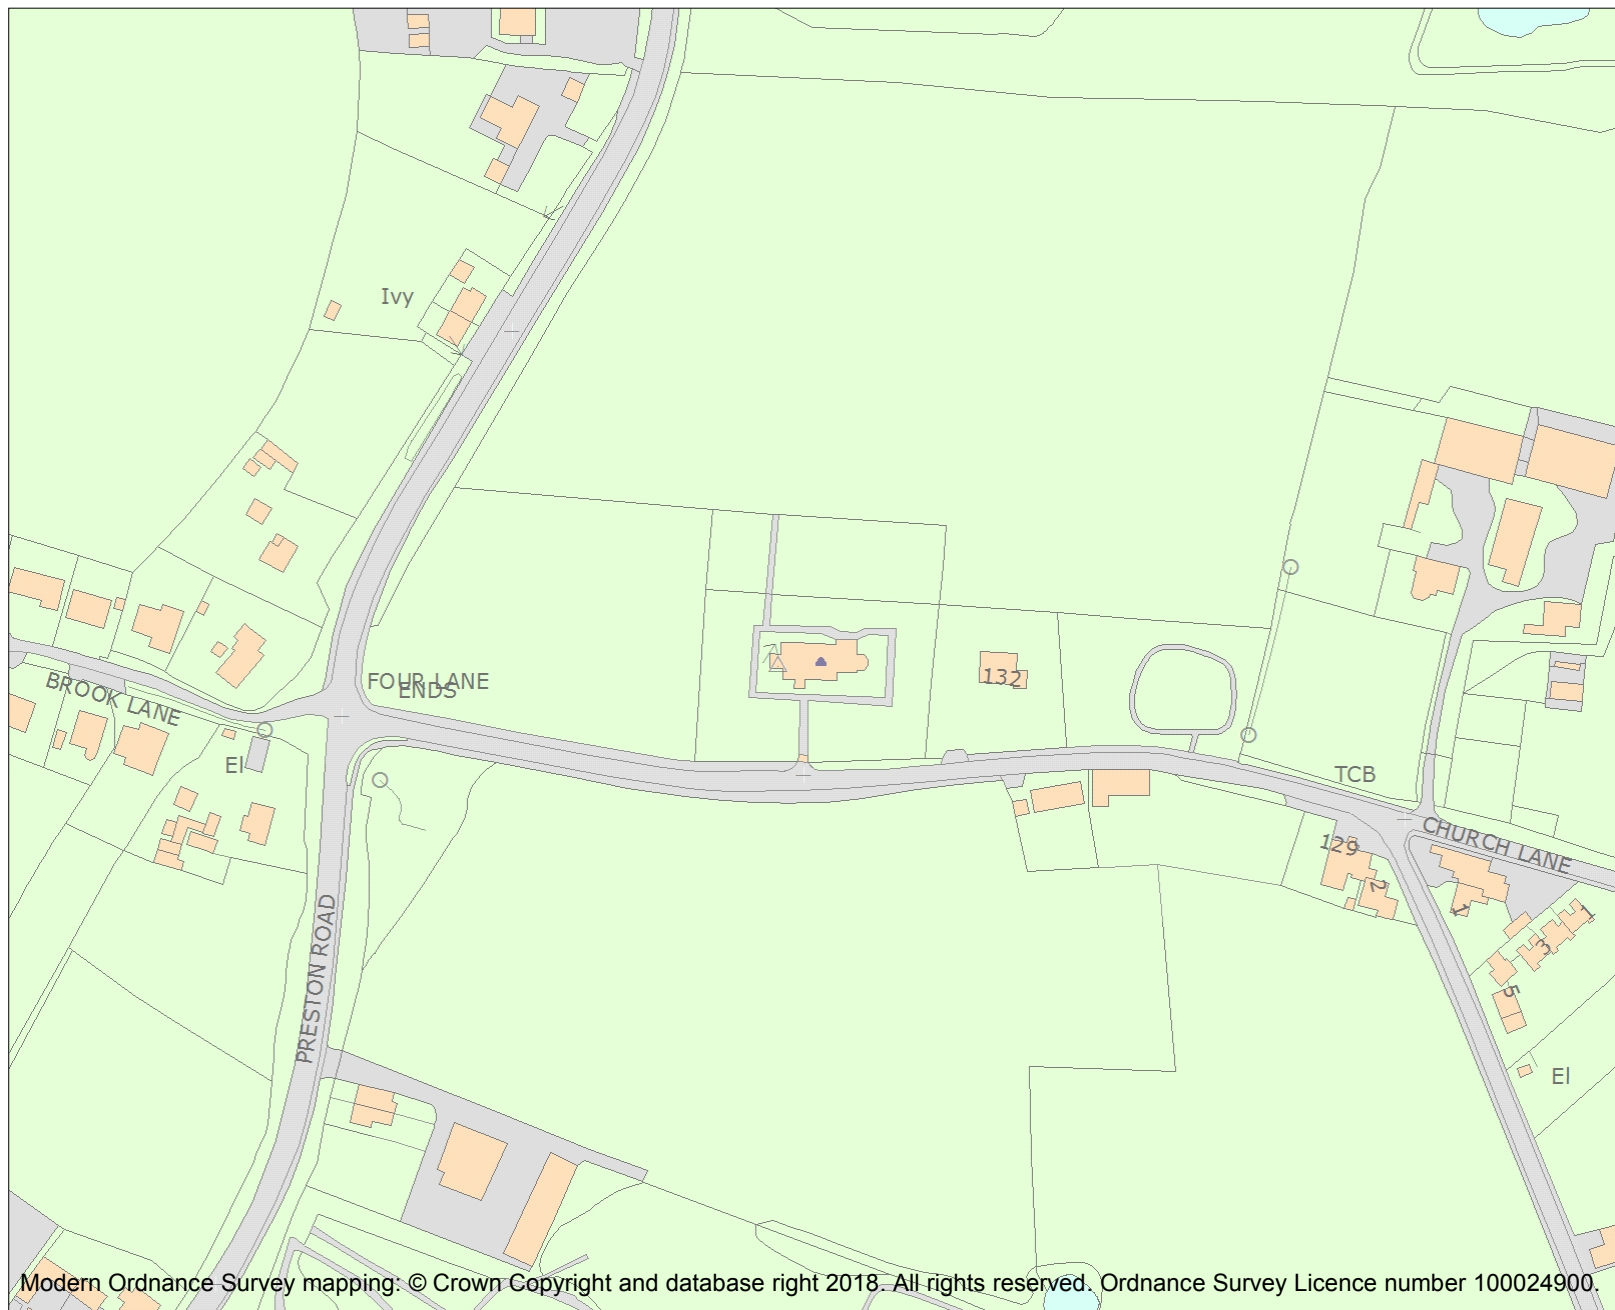 Ivy
FOUR LANE
ENDS
BROOK LANE
132
El
TCB
129
2
CHURCH LANE
1
1
3
5
PRESTON ROAD
El
Modern Ordnance Survey mapping: © Crown Copyright and database right 2018. All rights reserved. Ordnance Survey Licence number 100024900.